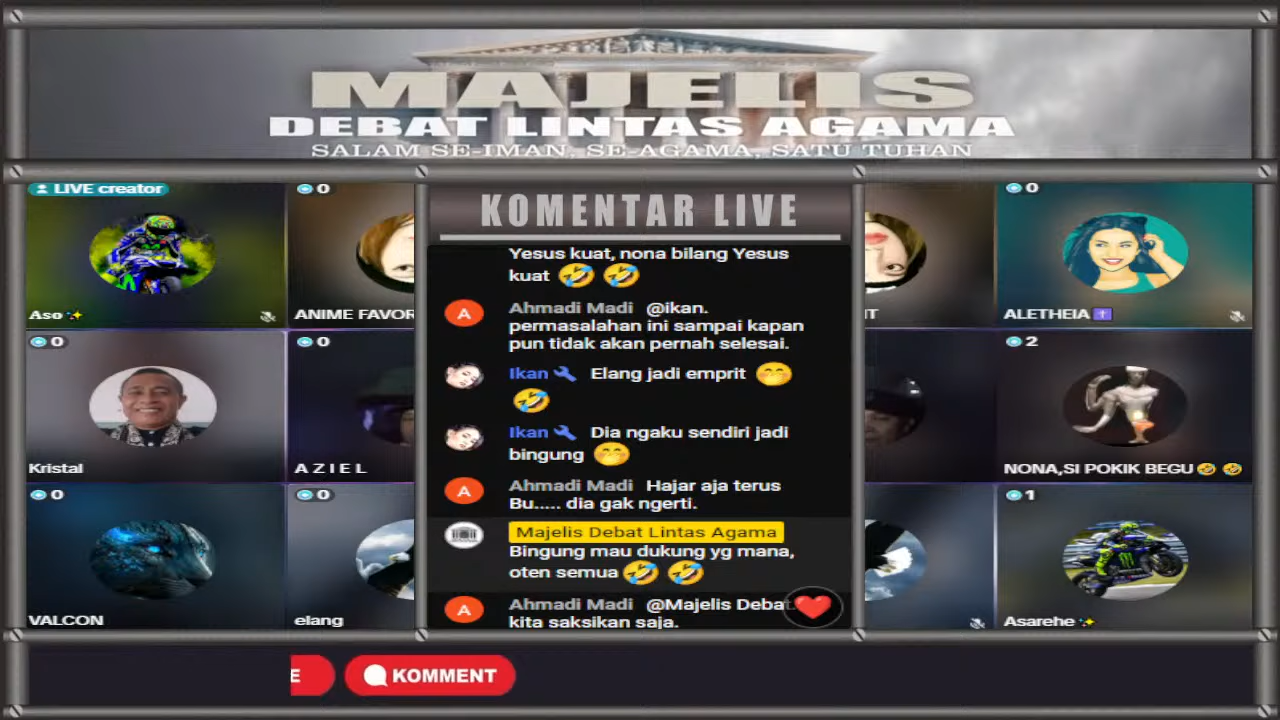 MAJELIS
DEBAT LINTAS AGAMA
SALAM SE-IMAN, SE-AGAMA, SATU TUHAN
LIVE creator
0
0
Aso
ANIME FAVOR
ALETHEIA
0
0
2
Kristal
A Z I E L
NONA,SI POKIK BEGU 🤣 🤣
0
0
1
VALCON
elang
Asarehe
KOMENTAR LIVE
Yesus kuat, nona bilang Yesus
kuat 🤣 🤣
A
Ahmadi Madi @ikan.
permasalahan ini sampai kapan
pun tidak akan pernah selesai.
Ikan Elang jadi emprit 🤭
🤣
Ikan Dia ngaku sendiri jadi
bingung 🤭
A
Ahmadi Madi Hajar aja terus
Bu..... dia gak ngerti.
Majelis Debat Lintas Agama
Bingung mau dukung yg mana,
oten semua 🤣 🤣
A
Ahmadi Madi @Majelis Debat
kita saksikan saja.
E
KOMMENT